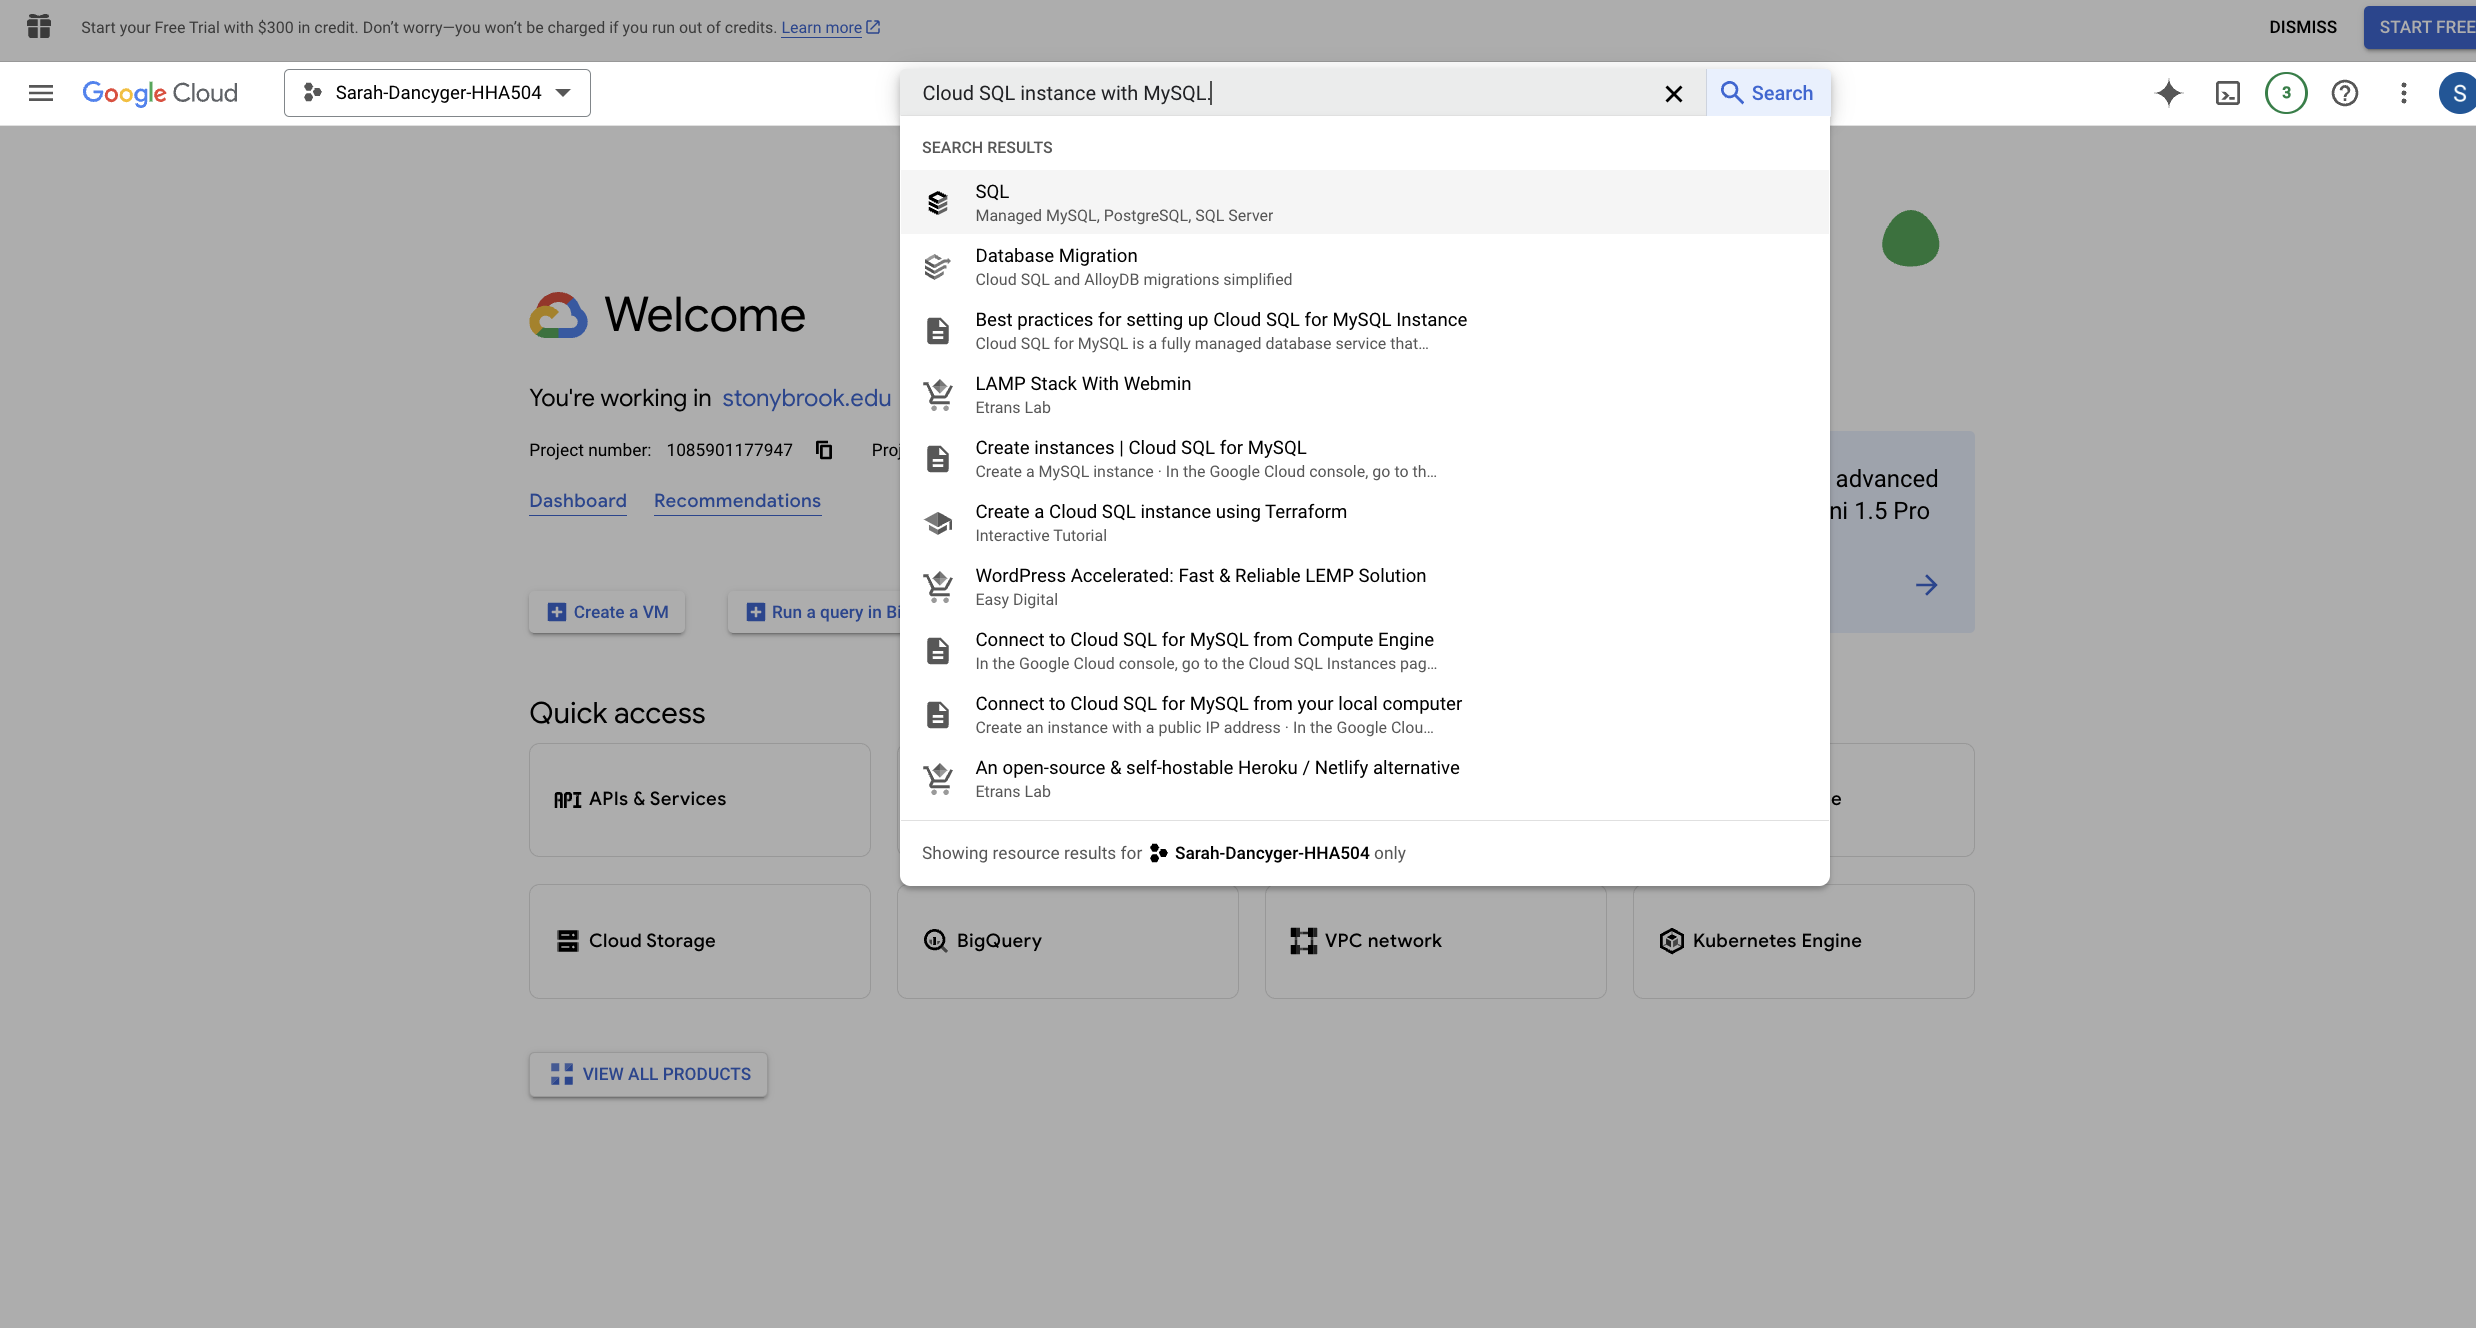 Start your Free Trial with $300 in credit. Don’t worry—you won’t be charged if you run out of credits. Learn more
DISMISS
START FREE
Google Cloud
Sarah-Dancyger-HHA504
Cloud SQL instance with MySQL.
Search
3
S
SEARCH RESULTS
SQL
Managed MySQL, PostgreSQL, SQL Server
Database Migration
Cloud SQL and AlloyDB migrations simplified
Best practices for setting up Cloud SQL for MySQL Instance
Cloud SQL for MySQL is a fully managed database service that…
LAMP Stack With Webmin
Etrans Lab
Create instances | Cloud SQL for MySQL
Create a MySQL instance · In the Google Cloud console, go to th…
Create a Cloud SQL instance using Terraform
Interactive Tutorial
WordPress Accelerated: Fast & Reliable LEMP Solution
Easy Digital
Connect to Cloud SQL for MySQL from Compute Engine
In the Google Cloud console, go to the Cloud SQL Instances pag…
Connect to Cloud SQL for MySQL from your local computer
Create an instance with a public IP address · In the Google Clou…
An open-source & self-hostable Heroku / Netlify alternative
Etrans Lab
Showing resource results for Sarah-Dancyger-HHA504 only
Welcome
You're working in stonybrook.edu
Project number: 1085901177947 Proj
Dashboard Recommendations
advanced
ni 1.5 Pro
Create a VM
Run a query in Bi
Quick access
API APIs & Services
e
Cloud Storage
BigQuery
VPC network
Kubernetes Engine
VIEW ALL PRODUCTS